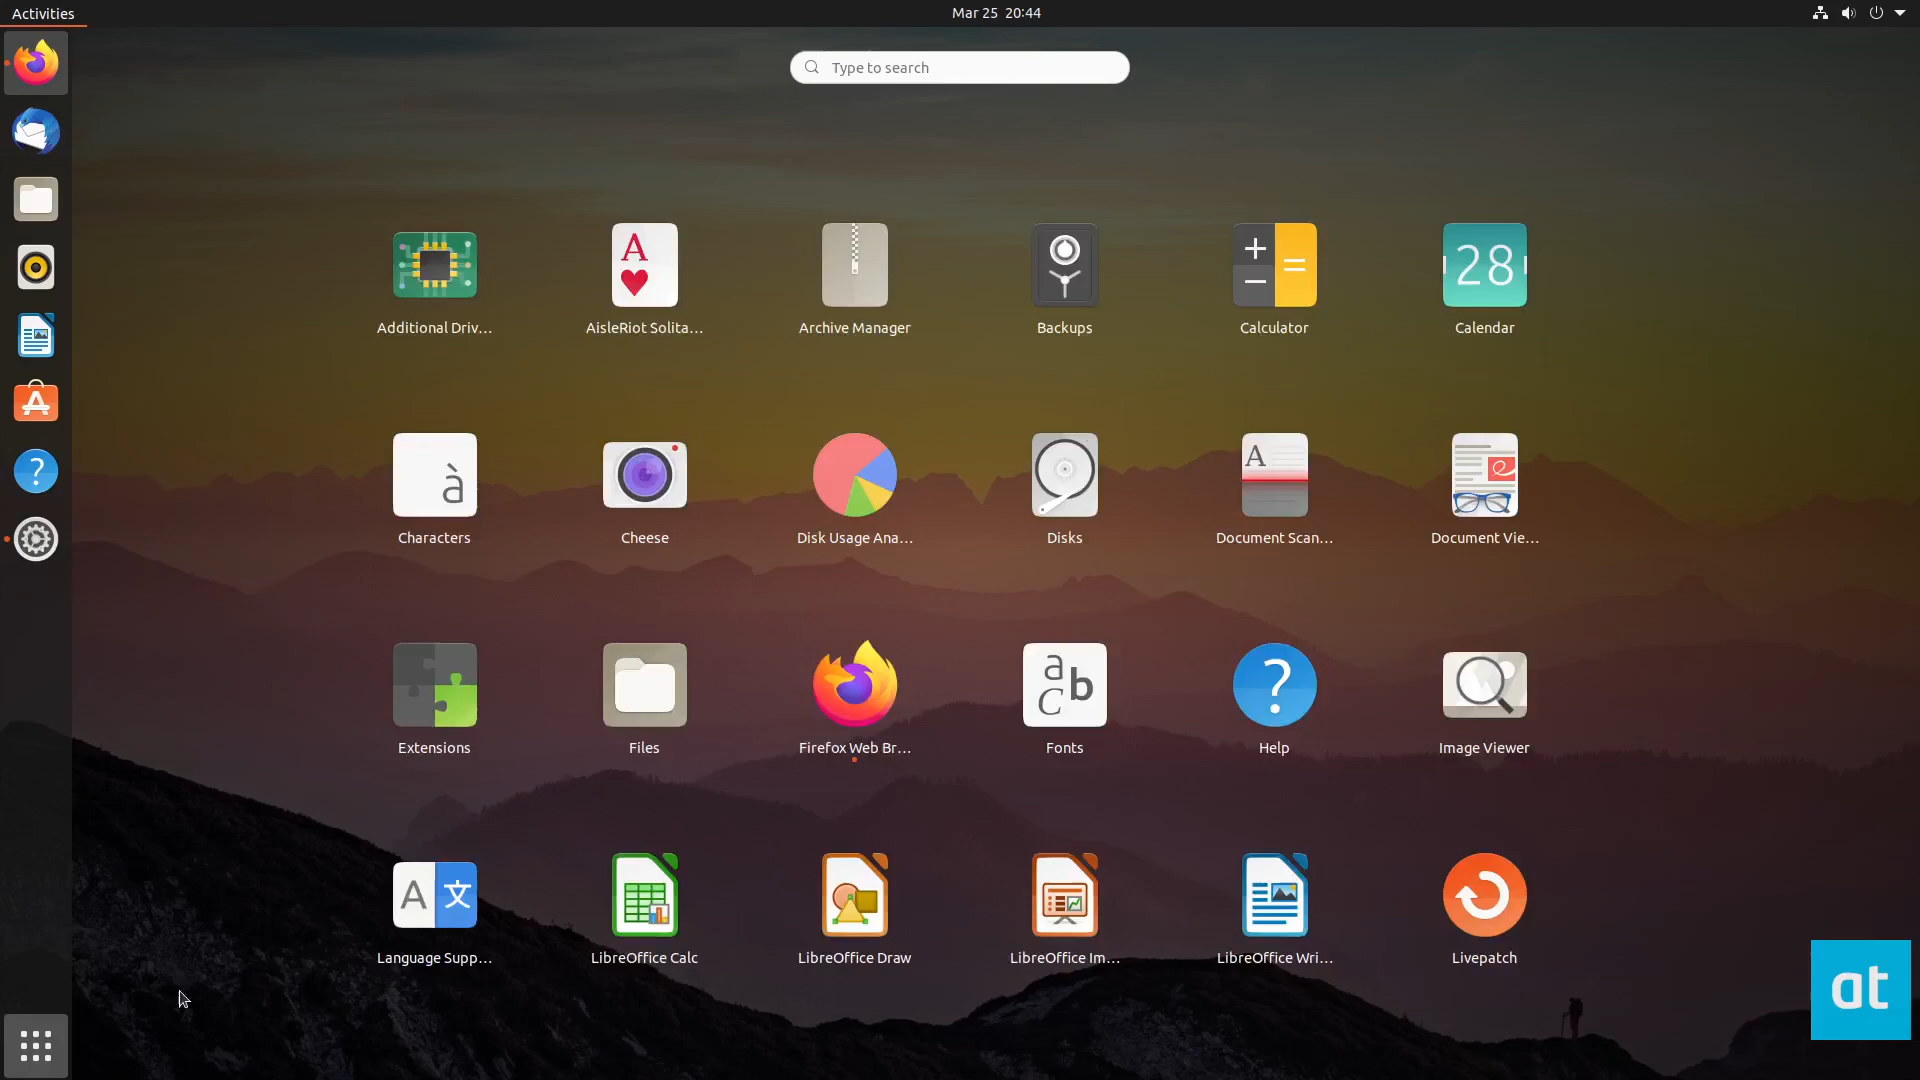 Activities
Mar 25 20:44
Type to search
28
Additional Driv...
AisleRiot Solita...
Archive Manager
Backups
Calculator
Calendar
Characters
Cheese
Disk Usage Ana...
Disks
Document Scan...
Document Vie...
Extensions
Files
Firefox Web Br...
Fonts
Help
Image Viewer
Language Supp...
LibreOffice Calc
LibreOffice Draw
LibreOffice Im...
LibreOffice Wri...
Livepatch
at